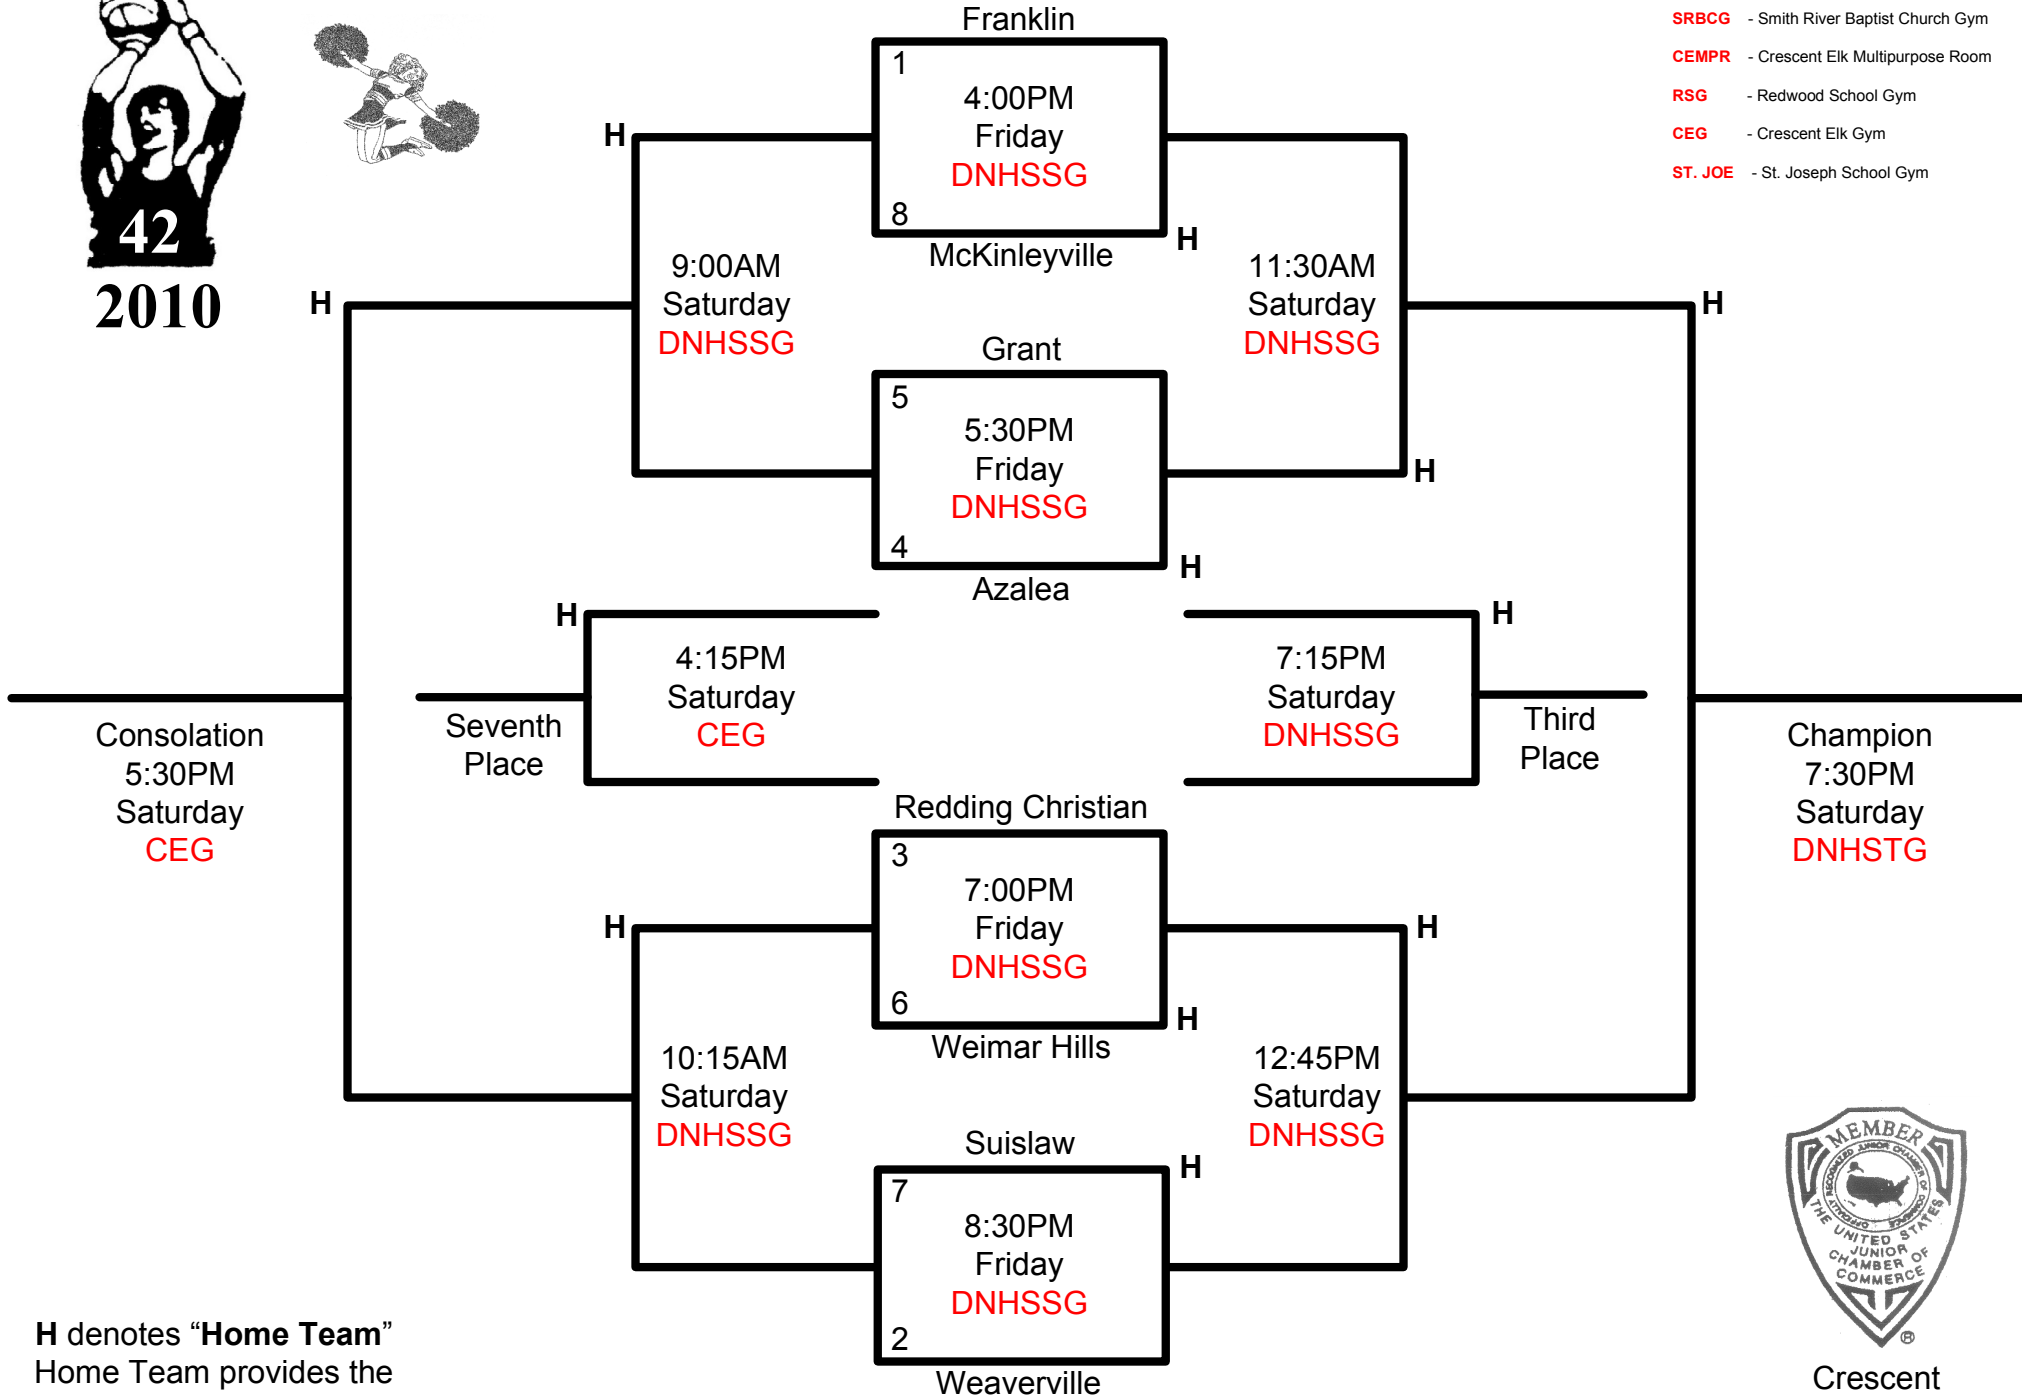 42
2010
SRBCG - Smith River Baptist Church Gym
CEMPR - Crescent Elk Multipurpose Room
RSG - Redwood School Gym
CEG - Crescent Elk Gym
ST. JOE - St. Joseph School Gym
Franklin
1
4:00PM
Friday
DNHSSG
8
McKinleyville
H
H
9:00AM
Saturday
DNHSSG
11:30AM
Saturday
DNHSSG
H
H
Grant
5
5:30PM
Friday
DNHSSG
4
Azalea
H
H
H
4:15PM
Saturday
CEG
Seventh
Place
H
7:15PM
Saturday
DNHSSG
Third
Place
Consolation
5:30PM
Saturday
CEG
Champion
7:30PM
Saturday
DNHSTG
Redding Christian
3
7:00PM
Friday
DNHSSG
6
Weimar Hills
H
H
H
10:15AM
Saturday
DNHSSG
12:45PM
Saturday
DNHSSG
Suislaw
H
7
8:30PM
Friday
DNHSSG
2
Weaverville
H denotes “Home Team”
Home Team provides the
MEMBER
OFFICIALLY RECOGNIZED JUNIOR CHAMBER OF COMMERCE
THE UNITED STATES
JUNIOR
CHAMBER OF
COMMERCE
®
Crescent